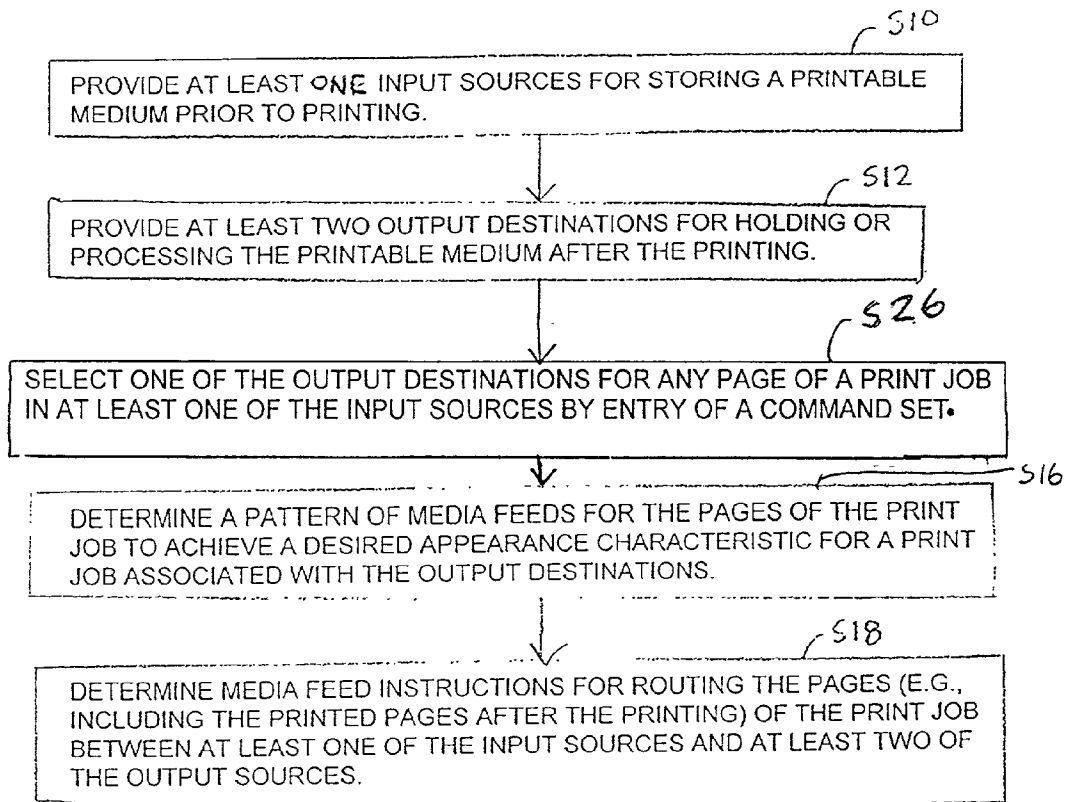 S10
PROVIDE AT LEAST ONE INPUT SOURCES FOR STORING A PRINTABLE
MEDIUM PRIOR TO PRINTING.
S12
PROVIDE AT LEAST TWO OUTPUT DESTINATIONS FOR HOLDING OR
PROCESSING THE PRINTABLE MEDIUM AFTER THE PRINTING.
S26
SELECT ONE OF THE OUTPUT DESTINATIONS FOR ANY PAGE OF A PRINT JOB
IN AT LEAST ONE OF THE INPUT SOURCES BY ENTRY OF A COMMAND SET.
S16
DETERMINE A PATTERN OF MEDIA FEEDS FOR THE PAGES OF THE PRINT
JOB TO ACHIEVE A DESIRED APPEARANCE CHARACTERISTIC FOR A PRINT
JOB ASSOCIATED WITH THE OUTPUT DESTINATIONS.
S18
DETERMINE MEDIA FEED INSTRUCTIONS FOR ROUTING THE PAGES (E.G.,
INCLUDING THE PRINTED PAGES AFTER THE PRINTING) OF THE PRINT JOB
BETWEEN AT LEAST ONE OF THE INPUT SOURCES AND AT LEAST TWO OF
THE OUTPUT SOURCES.